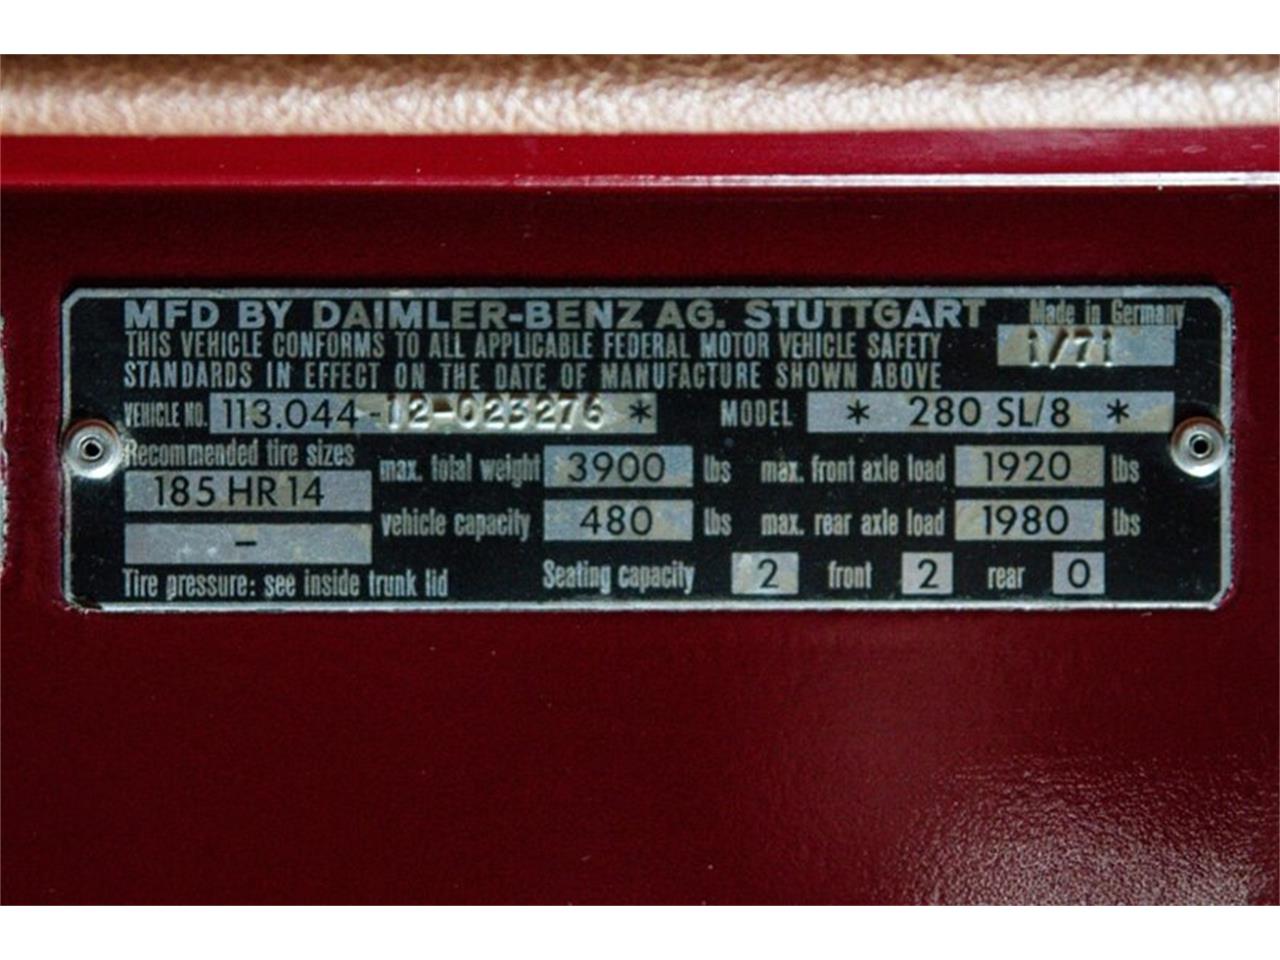 MFD BY DAIMLER-BENZ AG. STUTTGART Made in Germany
THIS VEHICLE CONFORMS TO ALL APPLICABLE FEDERAL MOTOR VEHICLE SAFETY 1/71
STANDARDS IN EFFECT ON THE DATE OF MANUFACTURE SHOWN ABOVE
VEHICLE NO. 113.044-12-023276 * MODEL * 280 SL/8 *
Recommended tire sizes max. total weight 3900 lbs max. front axle load 1920 lbs
185 HR 14
vehicle capacity 480 lbs max. rear axle load 1980 lbs
–
Tire pressure: see inside trunk lid Seating capacity 2 front 2 rear 0